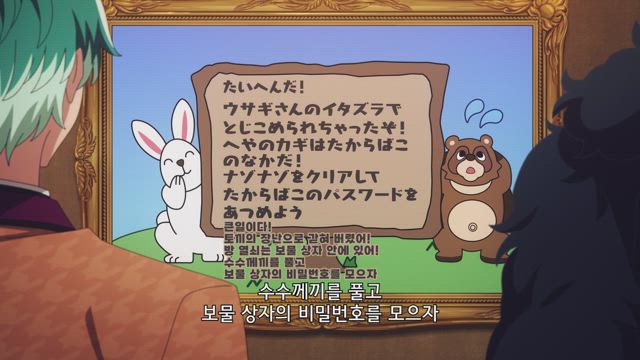 たいへんだ！
ウサギさんのイタズラで
とじこめられちゃったぞ！
へやのカギはたからばこ
のなかだ！
ナゾナゾをクリアして
たからばこのパスワードを
あつめよう
큰일이다!
토끼의 장난으로 갇혀 버렸어!
방 열쇠는 보물 상자 안에 있어!
수수께끼를 풀고
보물 상자의 비밀번호를 모으자
수수께끼를 풀고
보물 상자의 비밀번호를 모으자